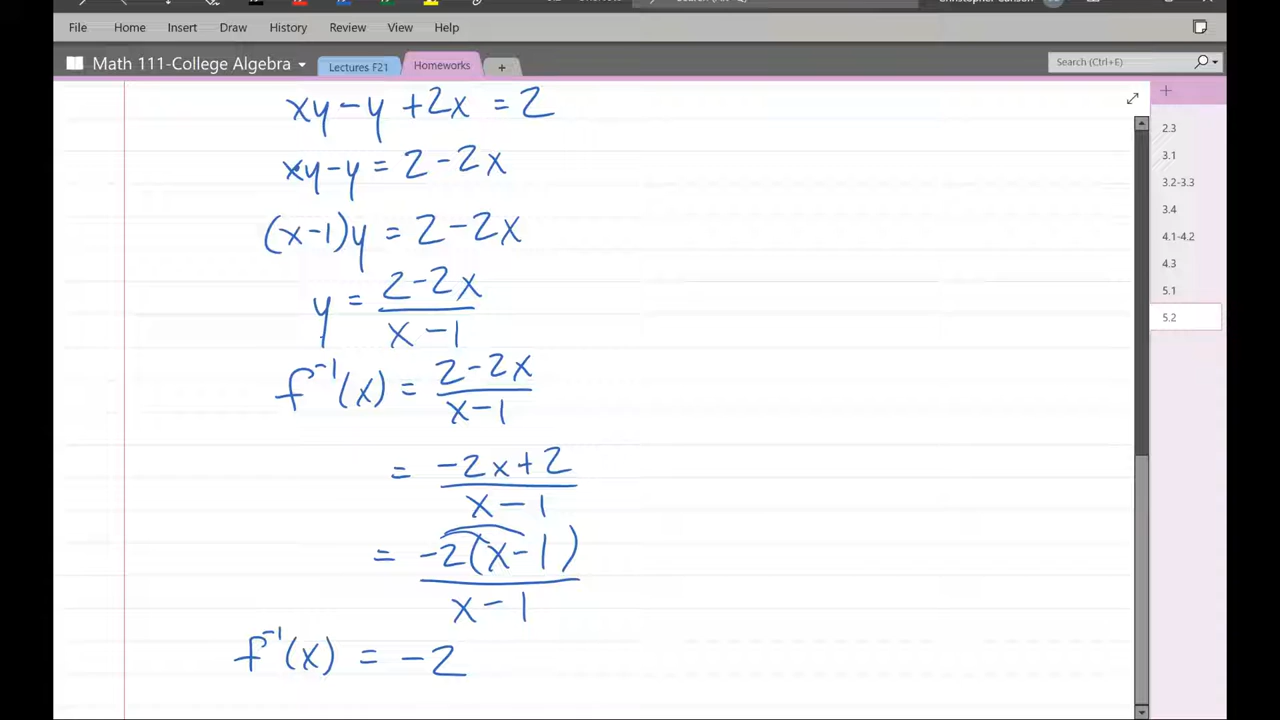 File Home Insert Draw History Review View Help
Math 111-College Algebra Lectures F21 Homeworks + Search (Ctrl+E)
xy-y+2x = 2
xy-y = 2-2x
(x-1)y = 2-2x
y = (2-2x)/(x-1)
f⁻¹(x) = (2-2x)/(x-1)
= (-2x+2)/(x-1)
= (-2(x-1))/(x-1)
f⁻¹(x) = -2
2.3
3.1
3.2-3.3
3.4
4.1-4.2
4.3
5.1
5.2